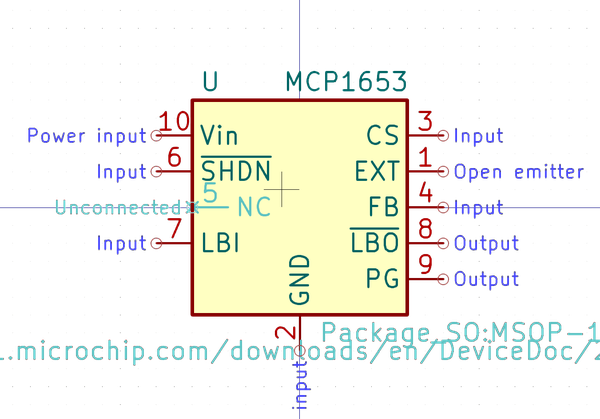 U MCP1653
Power input 10 Vin CS 3 Input
Input 6 SHDN EXT 1 Open emitter
Unconnected 5 NC FB 4 Input
Input 7 LBI LBO 8 Output
PG 9 Output
GND
2
Package_SO:MSOP-1
.microchip.com/downloads/en/DeviceDoc/2
input